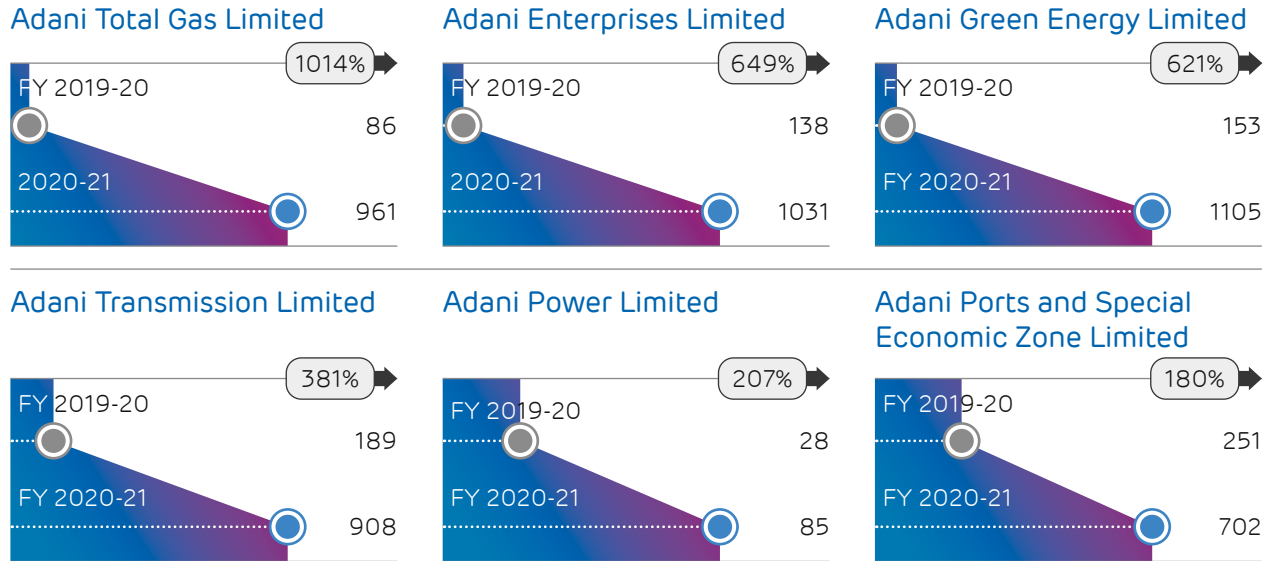 Adani Total Gas Limited
1014%
FY 2019-20
86
2020-21
961
Adani Enterprises Limited
649%
FY 2019-20
138
2020-21
1031
Adani Green Energy Limited
621%
FY 2019-20
153
FY 2020-21
1105
Adani Transmission Limited
381%
FY 2019-20
189
FY 2020-21
908
Adani Power Limited
207%
FY 2019-20
28
FY 2020-21
85
Adani Ports and Special
Economic Zone Limited
180%
FY 2019-20
251
FY 2020-21
702